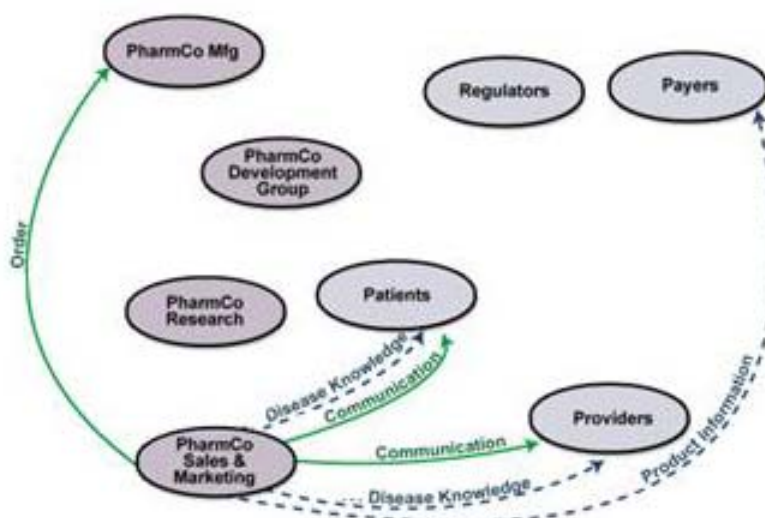 PharmCo Mfg
Regulators
Payers
PharmCo
Development
Group
Order
PharmCo
Research
Patients
Disease Knowledge
Communication
Product Information
Providers
PharmCo
Sales &
Marketing
Communication
Disease Knowledge